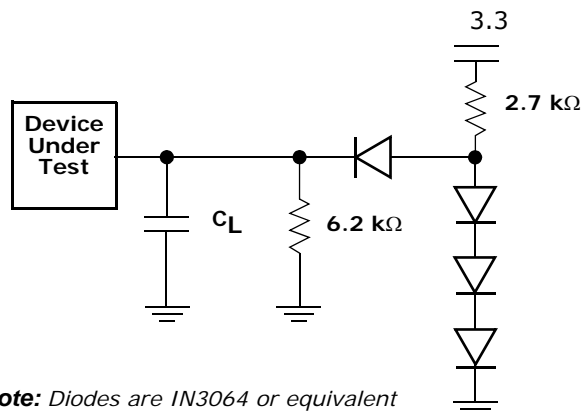 3.3
2.7 kΩ
Device
Under
Test
CL
6.2 kΩ
ote: Diodes are IN3064 or equivalent